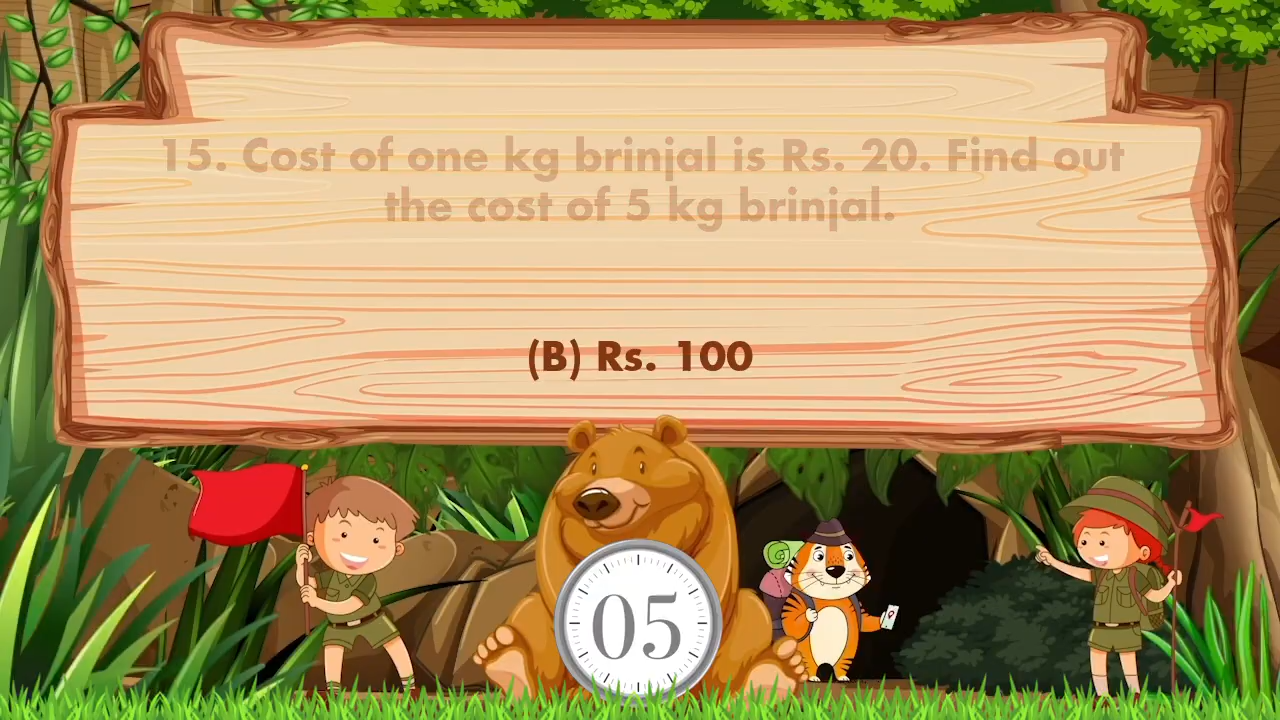 15. Cost of one kg brinjal is Rs. 20. Find out
the cost of 5 kg brinjal.
(B) Rs. 100
05